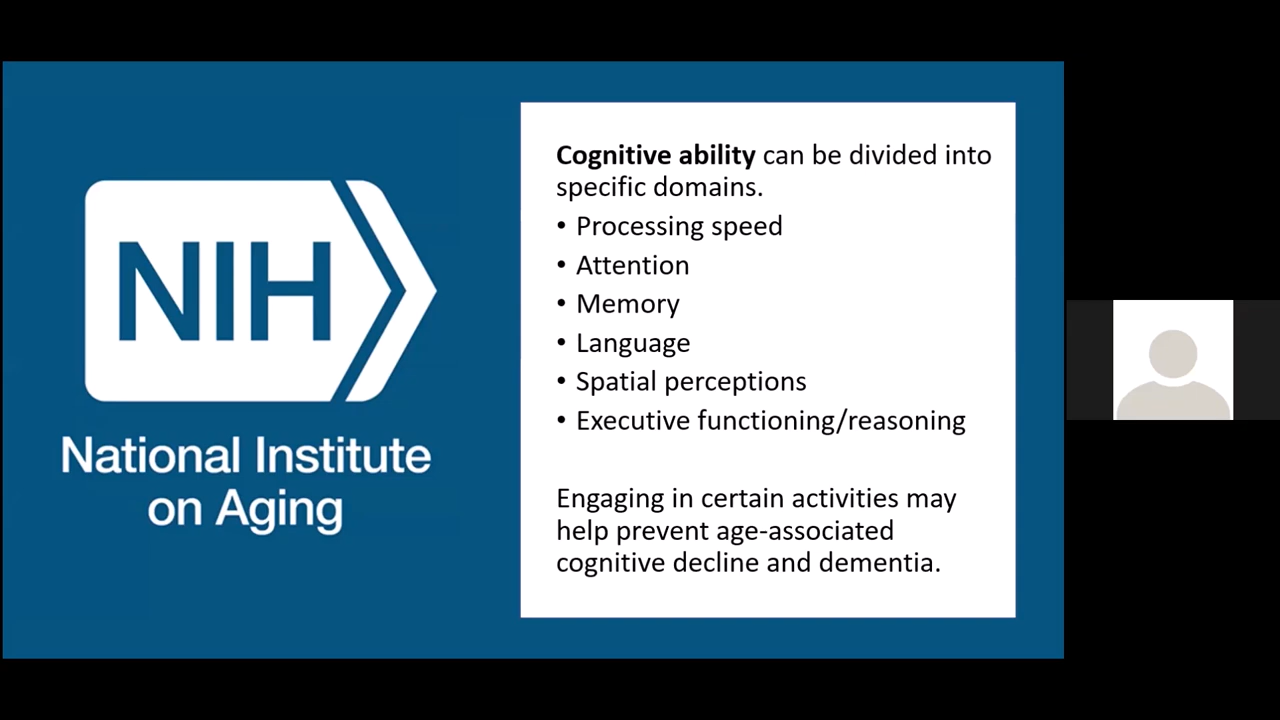 NIH
National Institute
on Aging
Cognitive ability can be divided into
specific domains.
• Processing speed
• Attention
• Memory
• Language
• Spatial perceptions
• Executive functioning/reasoning
Engaging in certain activities may
help prevent age-associated
cognitive decline and dementia.